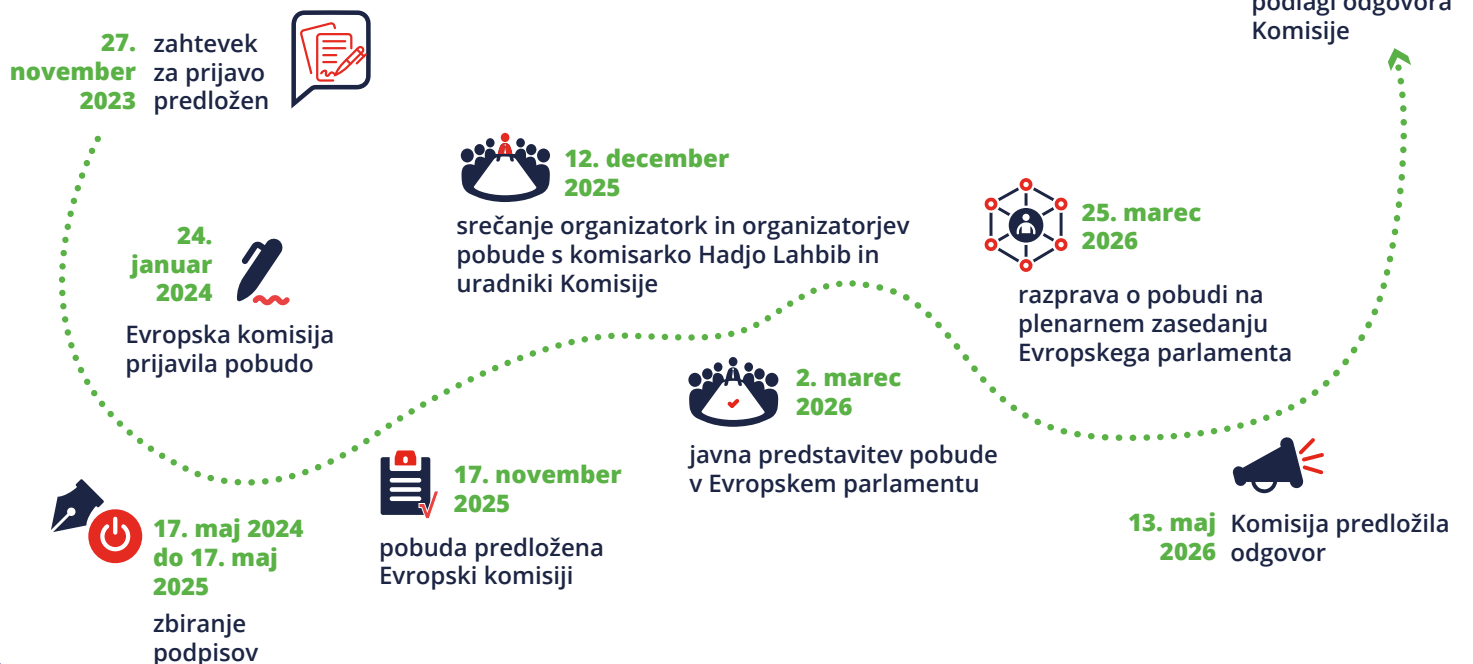 27.
november
2023
zahtevek
za prijavo
predložen
24.
januar
2024
Evropska komisija
prijavila pobudo
17. maj 2024
do 17. maj
2025
zbiranje
podpisov
17. november
2025
pobuda predložena
Evropski komisiji
12. december
2025
srečanje organizatork in organizatorjev
pobude s komisarko Hadjo Lahbib in
uradniki Komisije
2. marec
2026
javna predstavitev pobude
v Evropskem parlamentu
25. marec
2026
razprava o pobudi na
plenarnem zasedanju
Evropskega parlamenta
13. maj
2026
Komisija predložila
odgovor
podlagi odgovora
Komisije